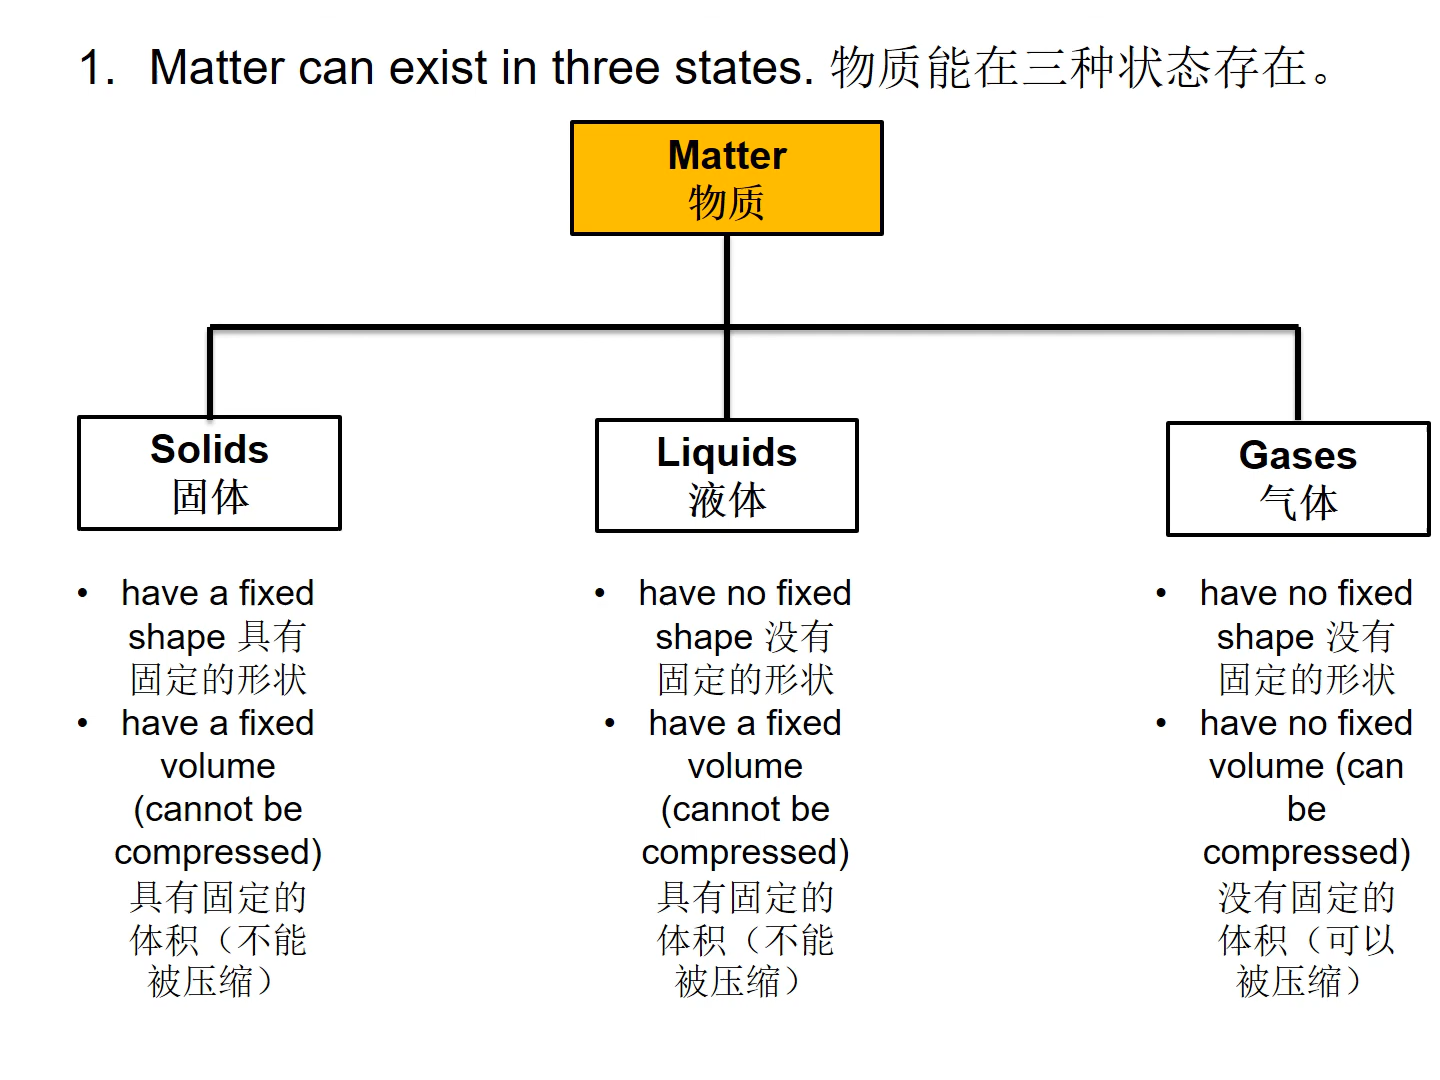 1. Matter can exist in three states. 物质能在三种状态存在。
Matter
物质
Solids
固体
• have a fixed
shape 具有
固定的形状
• have a fixed
volume
(cannot be
compressed)
具有固定的
体积（不能
被压缩）
Liquids
液体
• have no fixed
shape 没有
固定的形状
• have a fixed
volume
(cannot be
compressed)
具有固定的
体积（不能
被压缩）
Gases
气体
• have no fixed
shape 没有
固定的形状
• have no fixed
volume (can
be
compressed)
没有固定的
体积（可以
被压缩）